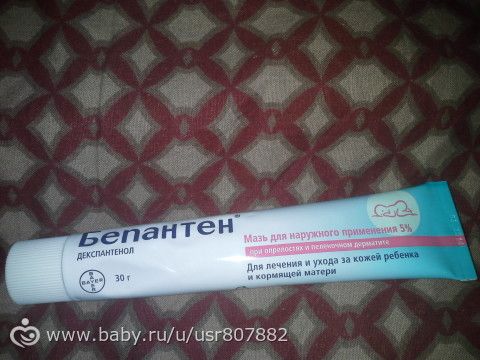 Бепантен®
ДЕКСПАНТЕНОЛ
BAYER
30 г
Мазь для наружного применения 5%
при опрелостях и пеленочном дерматите
Для лечения и ухода за кожей ребенка
и кормящей матери
www.baby.ru/u/usr807882